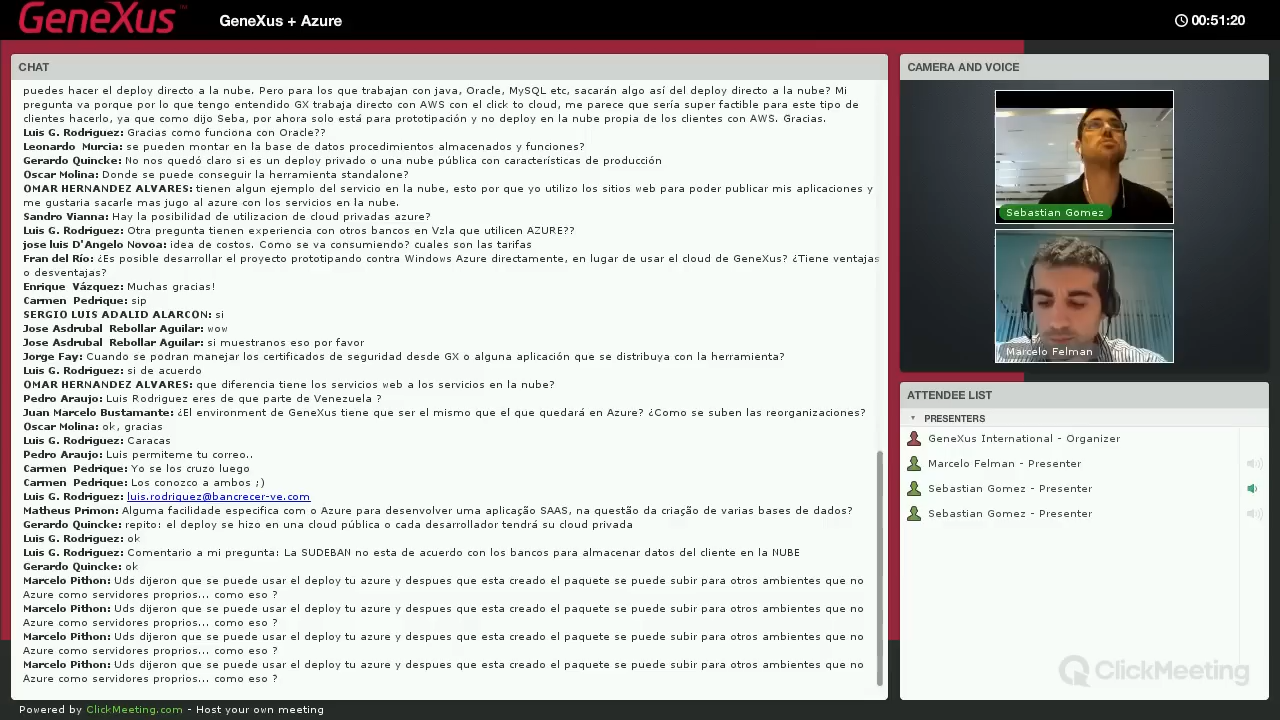 GeneXus™
GeneXus + Azure
00:51:20
CHAT
puedes hacer el deploy directo a la nube. Pero para los que trabajan con java, Oracle, MySQL etc, sacarán algo así del deploy directo a la nube? Mi
pregunta va porque por lo que tengo entendido GX trabaja directo con AWS con el click to cloud, me parece que sería super factible para este tipo de
clientes hacerlo, ya que como dijo Seba, por ahora solo está para prototipación y no deploy en la nube propia de los clientes con AWS. Gracias.
Luis G. Rodriguez: Gracias como funciona con Oracle??
Leonardo Murcia: se pueden montar en la base de datos procedimientos almacenados y funciones?
Gerardo Quincke: No nos quedó claro si es un deploy privado o una nube pública con características de producción
Oscar Molina: Donde se puede conseguir la herramienta standalone?
OMAR HERNANDEZ ALVARES: tienen algun ejemplo del servicio en la nube, esto por que yo utilizo los sitios web para poder publicar mis aplicaciones y
me gustaria sacarle mas jugo al azure con los servicios en la nube.
Sandro Vianna: Hay la posibilidad de utilizacion de cloud privadas azure?
Luis G. Rodriguez: Otra pregunta tienen experiencia con otros bancos en Vzla que utilicen AZURE??
jose luis D'Angelo Novoa: idea de costos. Como se va consumiendo? cuales son las tarifas
Fran del Río: ¿Es posible desarrollar el proyecto prototipando contra Windows Azure directamente, en lugar de usar el cloud de GeneXus? ¿Tiene ventajas
o desventajas?
Enrique Vázquez: Muchas gracias!
Carmen Pedrique: sip
SERGIO LUIS ADALID ALARCON: si
Jose Asdrubal Rebollar Aguilar: wow
Jose Asdrubal Rebollar Aguilar: si muestranos eso por favor
Jorge Fay: Cuando se podran manejar los certificados de seguridad desde GX o alguna aplicación que se distribuya con la herramienta?
Luis G. Rodriguez: si de acuerdo
OMAR HERNANDEZ ALVARES: que diferencia tiene los servicios web a los servicios en la nube?
Pedro Araujo: Luis Rodriguez eres de que parte de Venezuela ?
Juan Marcelo Bustamante: ¿El environment de GeneXus tiene que ser el mismo que el que quedará en Azure? ¿Como se suben las reorganizaciones?
Oscar Molina: ok, gracias
Luis G. Rodriguez: Caracas
Pedro Araujo: Luis permiteme tu correo..
Carmen Pedrique: Yo se los cruzo luego
Carmen Pedrique: Los conozco a ambos ;)
Luis G. Rodriguez: luis.rodriguez@bancrecer-ve.com
Matheus Primon: Alguma facilidade especifica com o Azure para desenvolver uma aplicação SAAS, na questão da criação de varias bases de dados?
Gerardo Quincke: repito: el deploy se hizo en una cloud pública o cada desarrollador tendrá su cloud privada
Luis G. Rodriguez: ok
Luis G. Rodriguez: Comentario a mi pregunta: La SUDEBAN no esta de acuerdo con los bancos para almacenar datos del cliente en la NUBE
Gerardo Quincke: ok
Marcelo Pithon: Uds dijeron que se puede usar el deploy tu azure y despues que esta creado el paquete se puede subir para otros ambientes que no
Azure como servidores proprios... como eso ?
Marcelo Pithon: Uds dijeron que se puede usar el deploy tu azure y despues que esta creado el paquete se puede subir para otros ambientes que no
Azure como servidores proprios... como eso ?
Marcelo Pithon: Uds dijeron que se puede usar el deploy tu azure y despues que esta creado el paquete se puede subir para otros ambientes que no
Azure como servidores proprios... como eso ?
Marcelo Pithon: Uds dijeron que se puede usar el deploy tu azure y despues que esta creado el paquete se puede subir para otros ambientes que no
Azure como servidores proprios... como eso ?
CAMERA AND VOICE
Sebastian Gomez
Marcelo Felman
ATTENDEE LIST
PRESENTERS
GeneXus International - Organizer
Marcelo Felman - Presenter
Sebastian Gomez - Presenter
Sebastian Gomez - Presenter
ClickMeeting
Powered by ClickMeeting.com - Host your own meeting